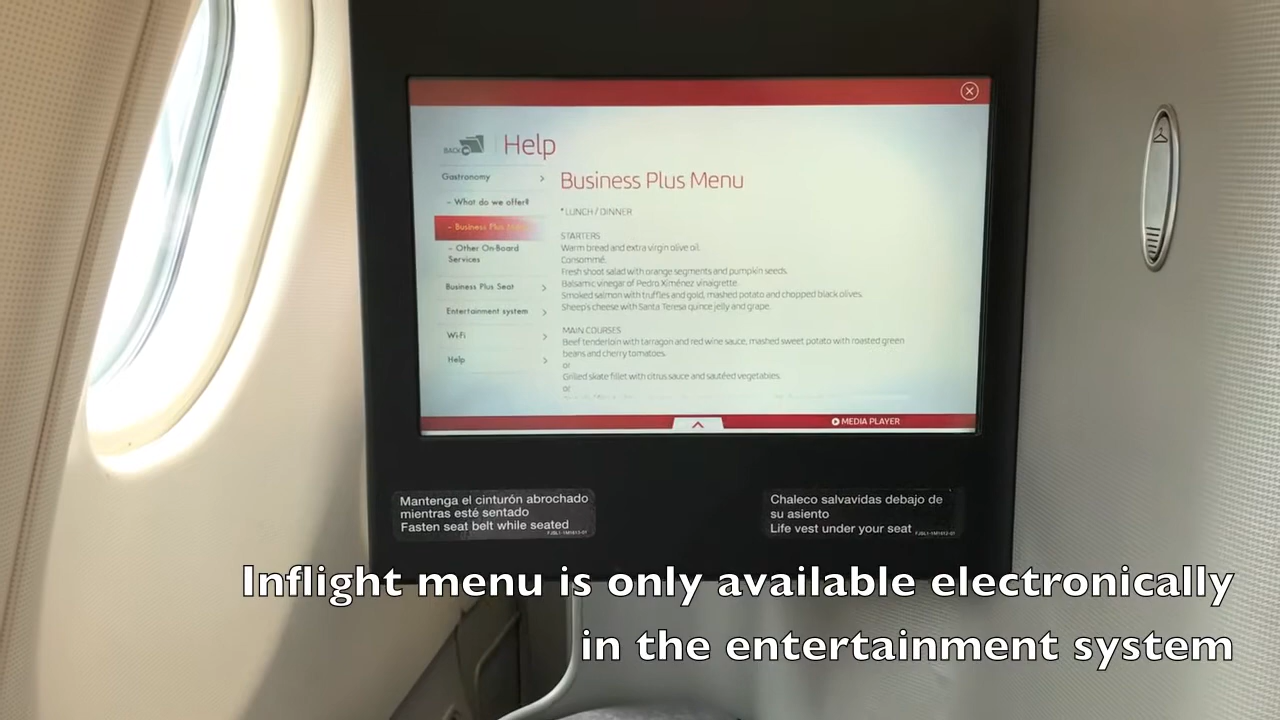 BACK
Help
Gastronomy
- What do we offer?
- Business Plus
- Other On-Board
Services
Business Plus Seat
Entertainment system
Wi-Fi
Help
Business Plus Menu
* LUNCH / DINNER
STARTERS
Warm bread and extra virgin olive oil.
Consommé.
Fresh shoot salad with orange segments and pumpkin seeds.
Balsamic vinegar of Pedro Ximénez vinaigrette.
Smoked salmon with truffles and gold, mashed potato and chopped black olives.
Sheep's cheese with Santa Teresa quince jelly and grape.
MAIN COURSES
Beef tenderloin with tarragon and red wine sauce, mashed sweet potato with roasted green
beans and cherry tomatoes.
or
Grilled skate fillet with citrus sauce and sautéed vegetables.
or
MEDIA PLAYER
Mantenga el cinturón abrochado
mientras esté sentado
Fasten seat belt while seated
Chaleco salvavidas debajo de
su asiento
Life vest under your seat
Inflight menu is only available electronically
in the entertainment system